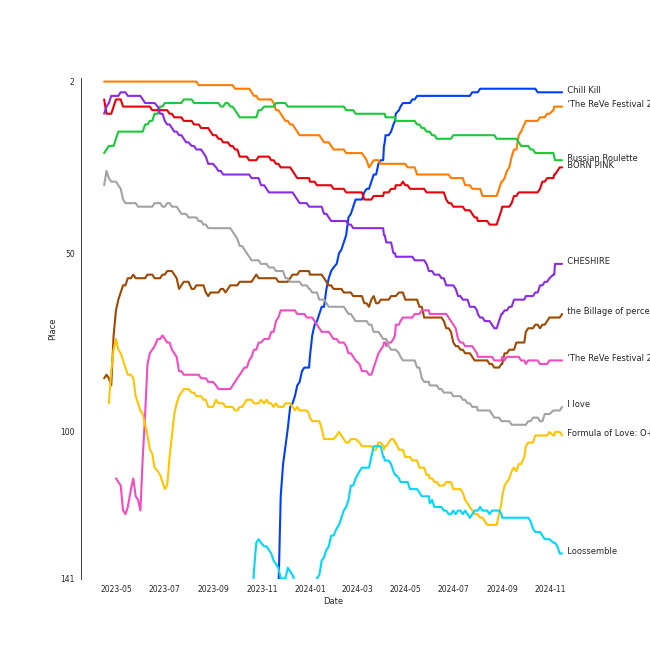 2
Chill Kill
'The ReVe Festival 2
Russian Roulette
BORN PINK
50
CHESHIRE
the Billage of perce
Place
'The ReVe Festival 2
I love
100
Formula of Love: O+
Loossemble
141
2023-05 2023-07 2023-09 2023-11 2024-01 2024-03 2024-05 2024-07 2024-09 2024-11
Date